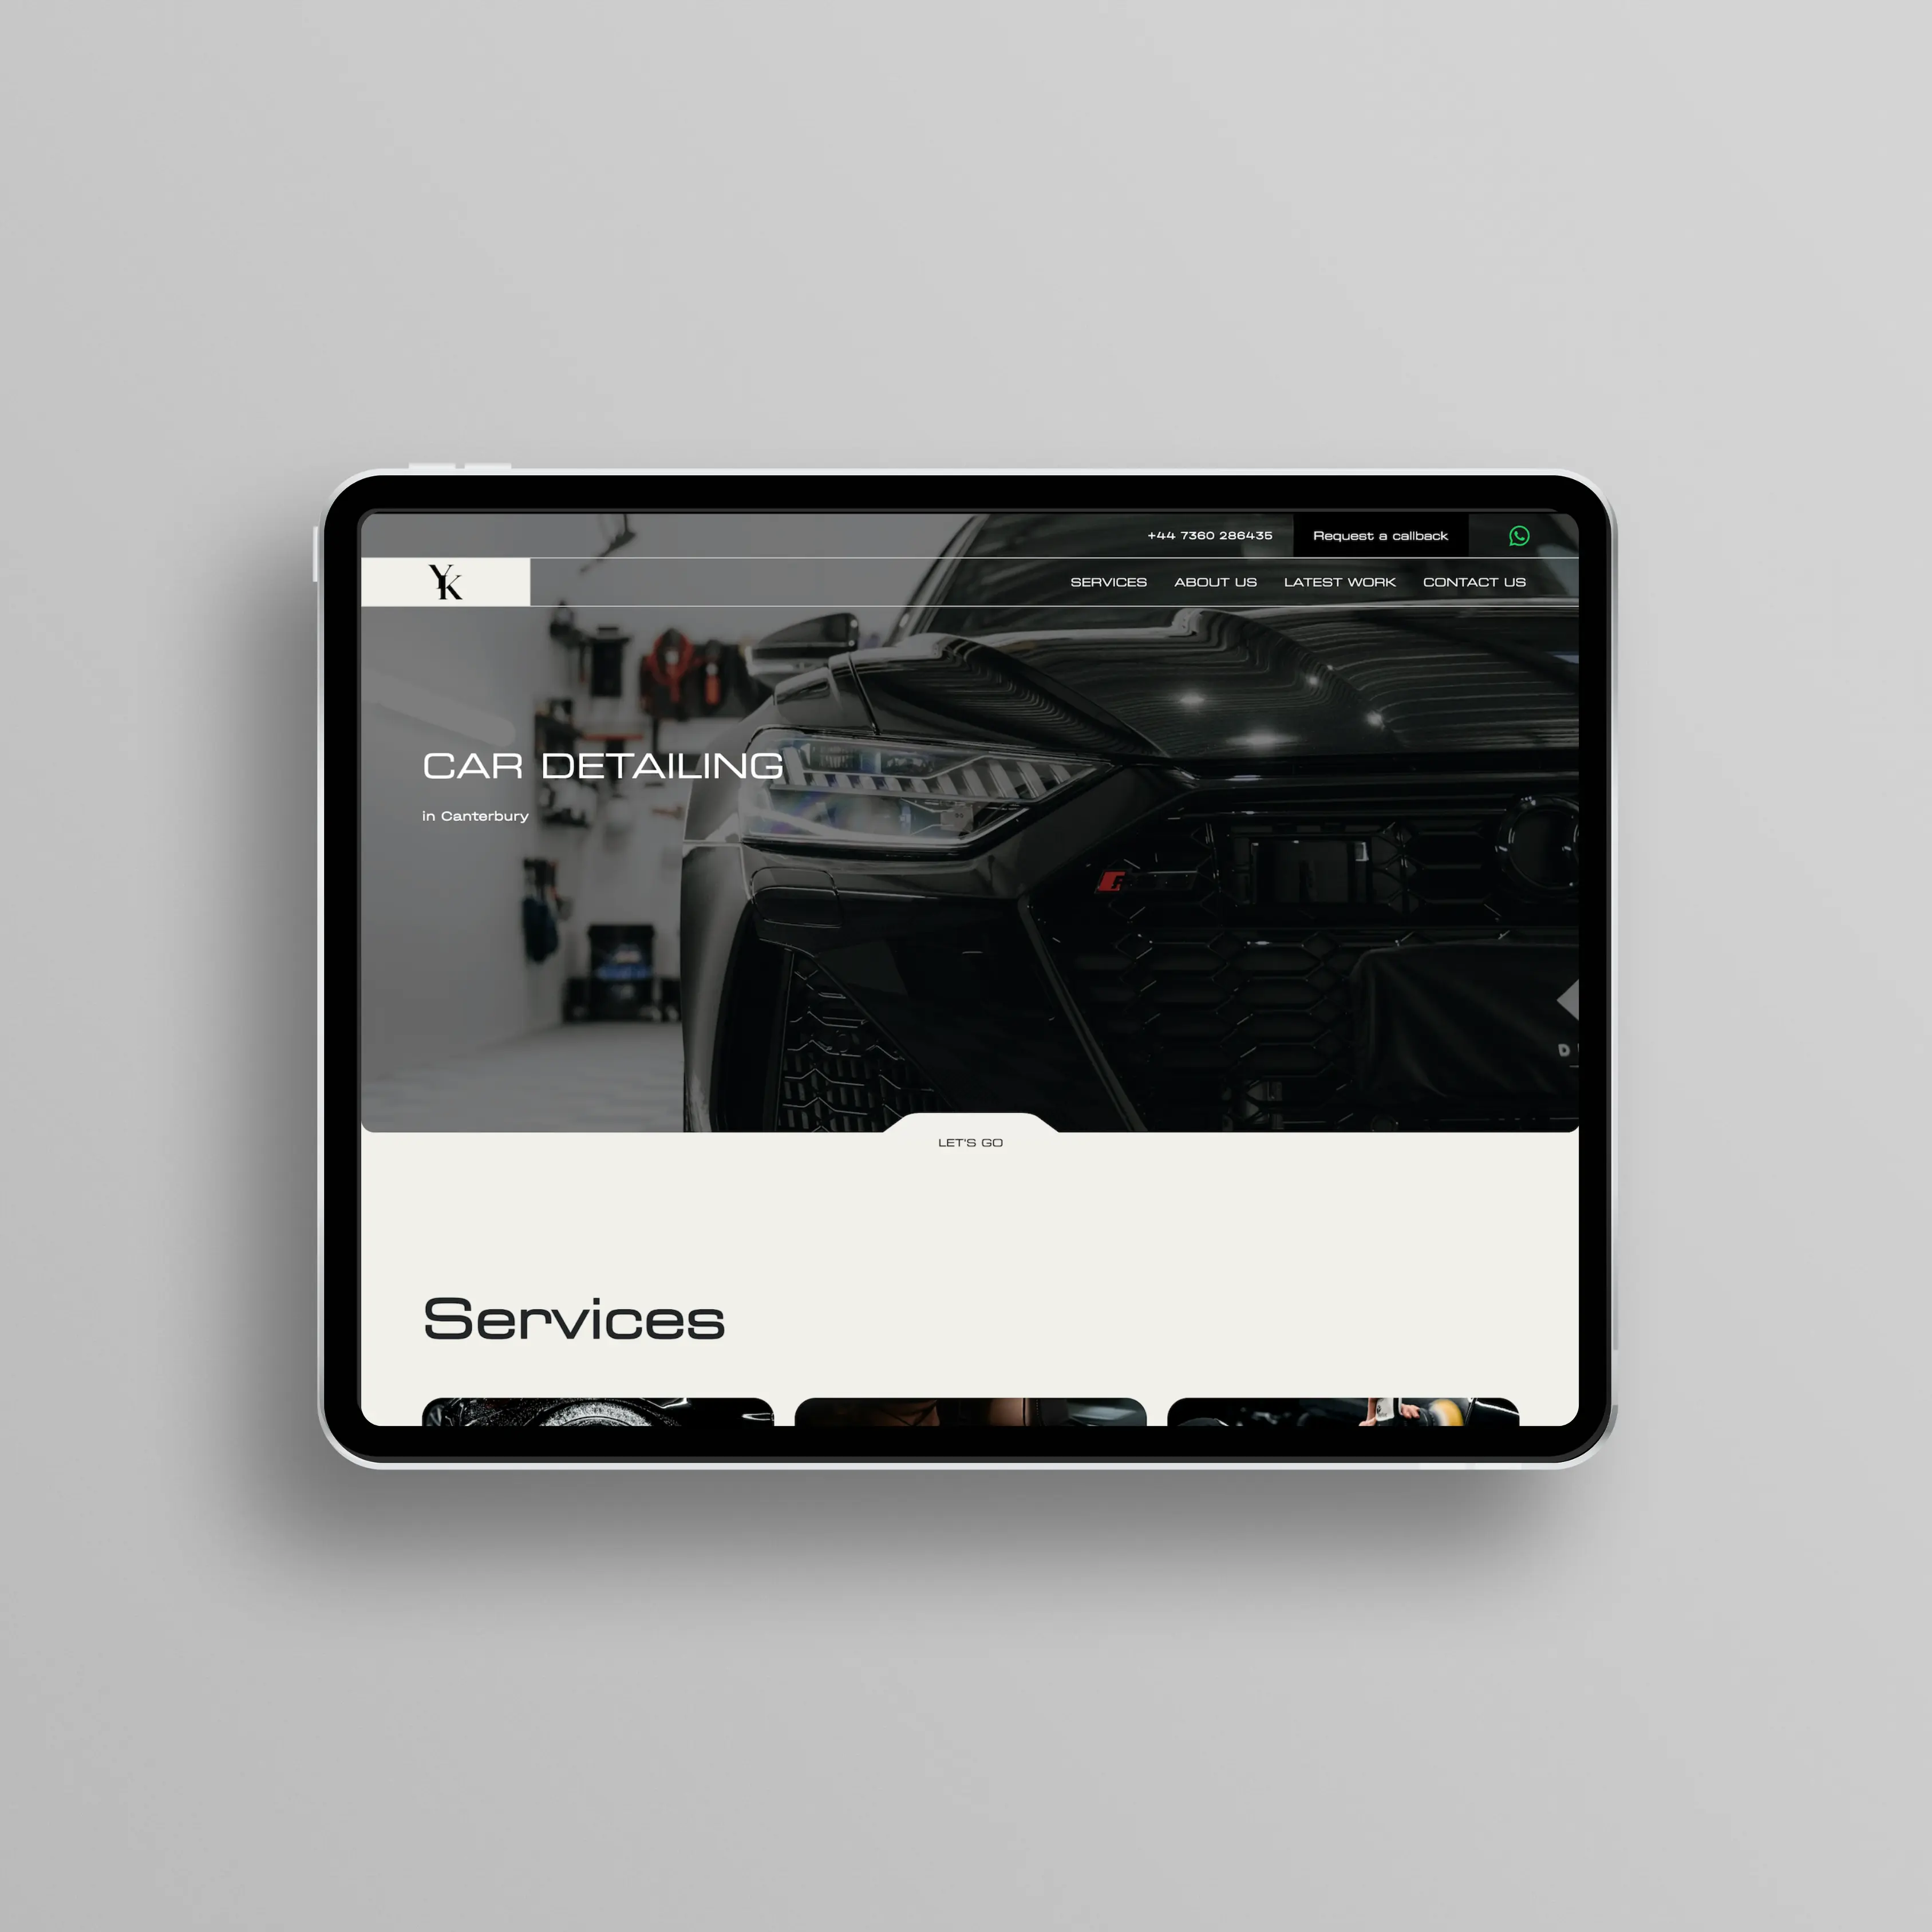 +44 7360 286435 Request a callback
YK
SERVICES ABOUT US LATEST WORK CONTACT US
CAR DETAILING
in Canterbury
D
LET'S GO
Services